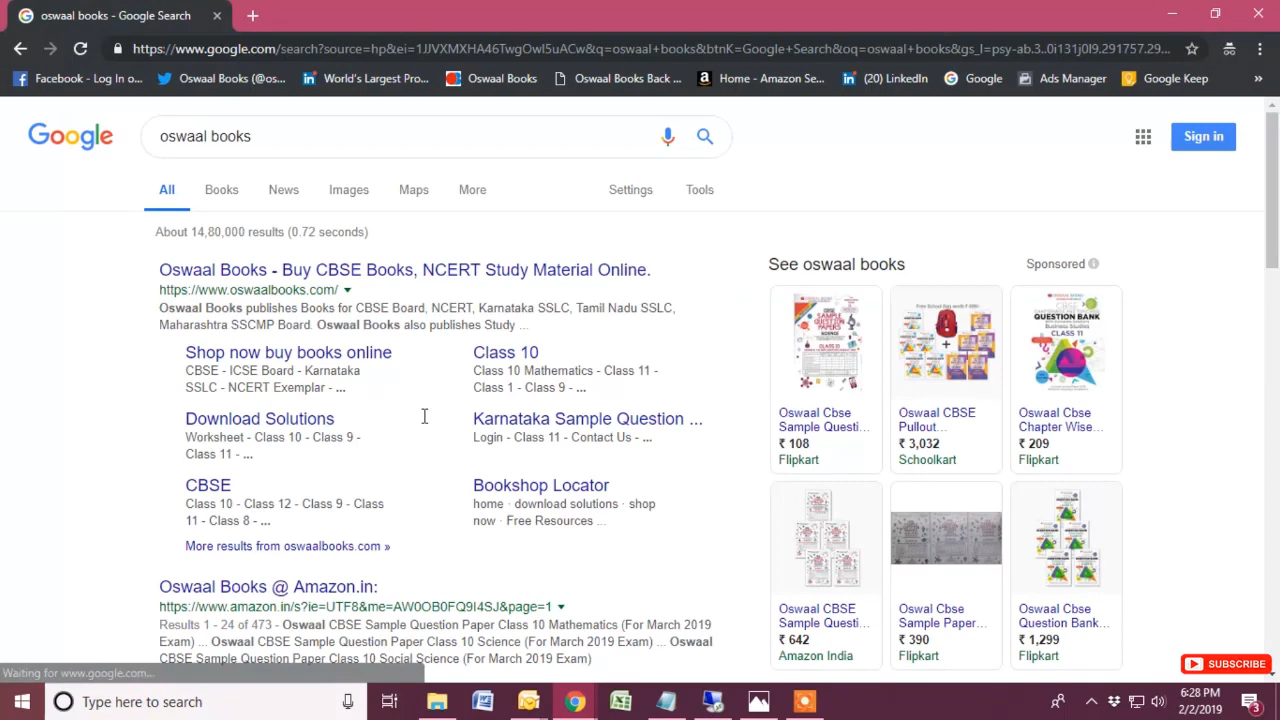 oswaal books - Google Search
https://www.google.com/search?source=hp&ei=1JJVXMXHA46TwgOwl5uACw&q=oswaal+books&btnK=Google+Search&oq=oswaal+books&gs_l=psy-ab.3..0i131j0l9.291757.29...
Facebook - Log In o... Oswaal Books (@os... World's Largest Pro... Oswaal Books Oswaal Books Back ... Home - Amazon Se... (20) LinkedIn Google Ads Manager Google Keep »
Google oswaal books Sign in
All Books News Images Maps More Settings Tools
About 14,80,000 results (0.72 seconds)
Oswaal Books - Buy CBSE Books, NCERT Study Material Online.
https://www.oswaalbooks.com/
Oswaal Books publishes Books for CBSE Board, NCERT, Karnataka SSLC, Tamil Nadu SSLC,
Maharashtra SSCMP Board. Oswaal Books also publishes Study ...
Shop now buy books online
CBSE - ICSE Board - Karnataka
SSLC - NCERT Exemplar - ...
Class 10
Class 10 Mathematics - Class 11 -
Class 1 - Class 9 - ...
Download Solutions
Worksheet - Class 10 - Class 9 -
Class 11 - ...
Karnataka Sample Question ...
Login - Class 11 - Contact Us - ...
CBSE
Class 10 - Class 12 - Class 9 - Class
11 - Class 8 - ...
Bookshop Locator
home · download solutions · shop
now · Free Resources ...
More results from oswaalbooks.com »
Oswaal Books @ Amazon.in:
https://www.amazon.in/s?ie=UTF8&me=AW0OB0FQ9I4SJ&page=1
Results 1 - 24 of 473 - Oswaal CBSE Sample Question Paper Class 10 Mathematics (For March 2019
Exam) ... Oswaal CBSE Sample Question Paper Class 10 Science (For March 2019 Exam) ... Oswaal
CBSE Sample Question Paper Class 10 Social Science (For March 2019 Exam)
See oswaal books Sponsored
SAMPLE
QUESTION
PAPERS
QUESTION BANK
CLASS 11
Oswaal Cbse
Sample Questi...
₹ 108
Flipkart
Oswaal CBSE
Pullout...
₹ 3,032
Schoolkart
Oswaal Cbse
Chapter Wise...
₹ 209
Flipkart
Oswaal CBSE
Sample Questi...
₹ 642
Amazon India
Oswal Cbse
Sample Paper...
₹ 390
Flipkart
Oswaal Cbse
Question Bank...
₹ 1,299
Flipkart
Waiting for www.google.com...
SUBSCRIBE
Type here to search
6:28 PM
2/2/2019
3